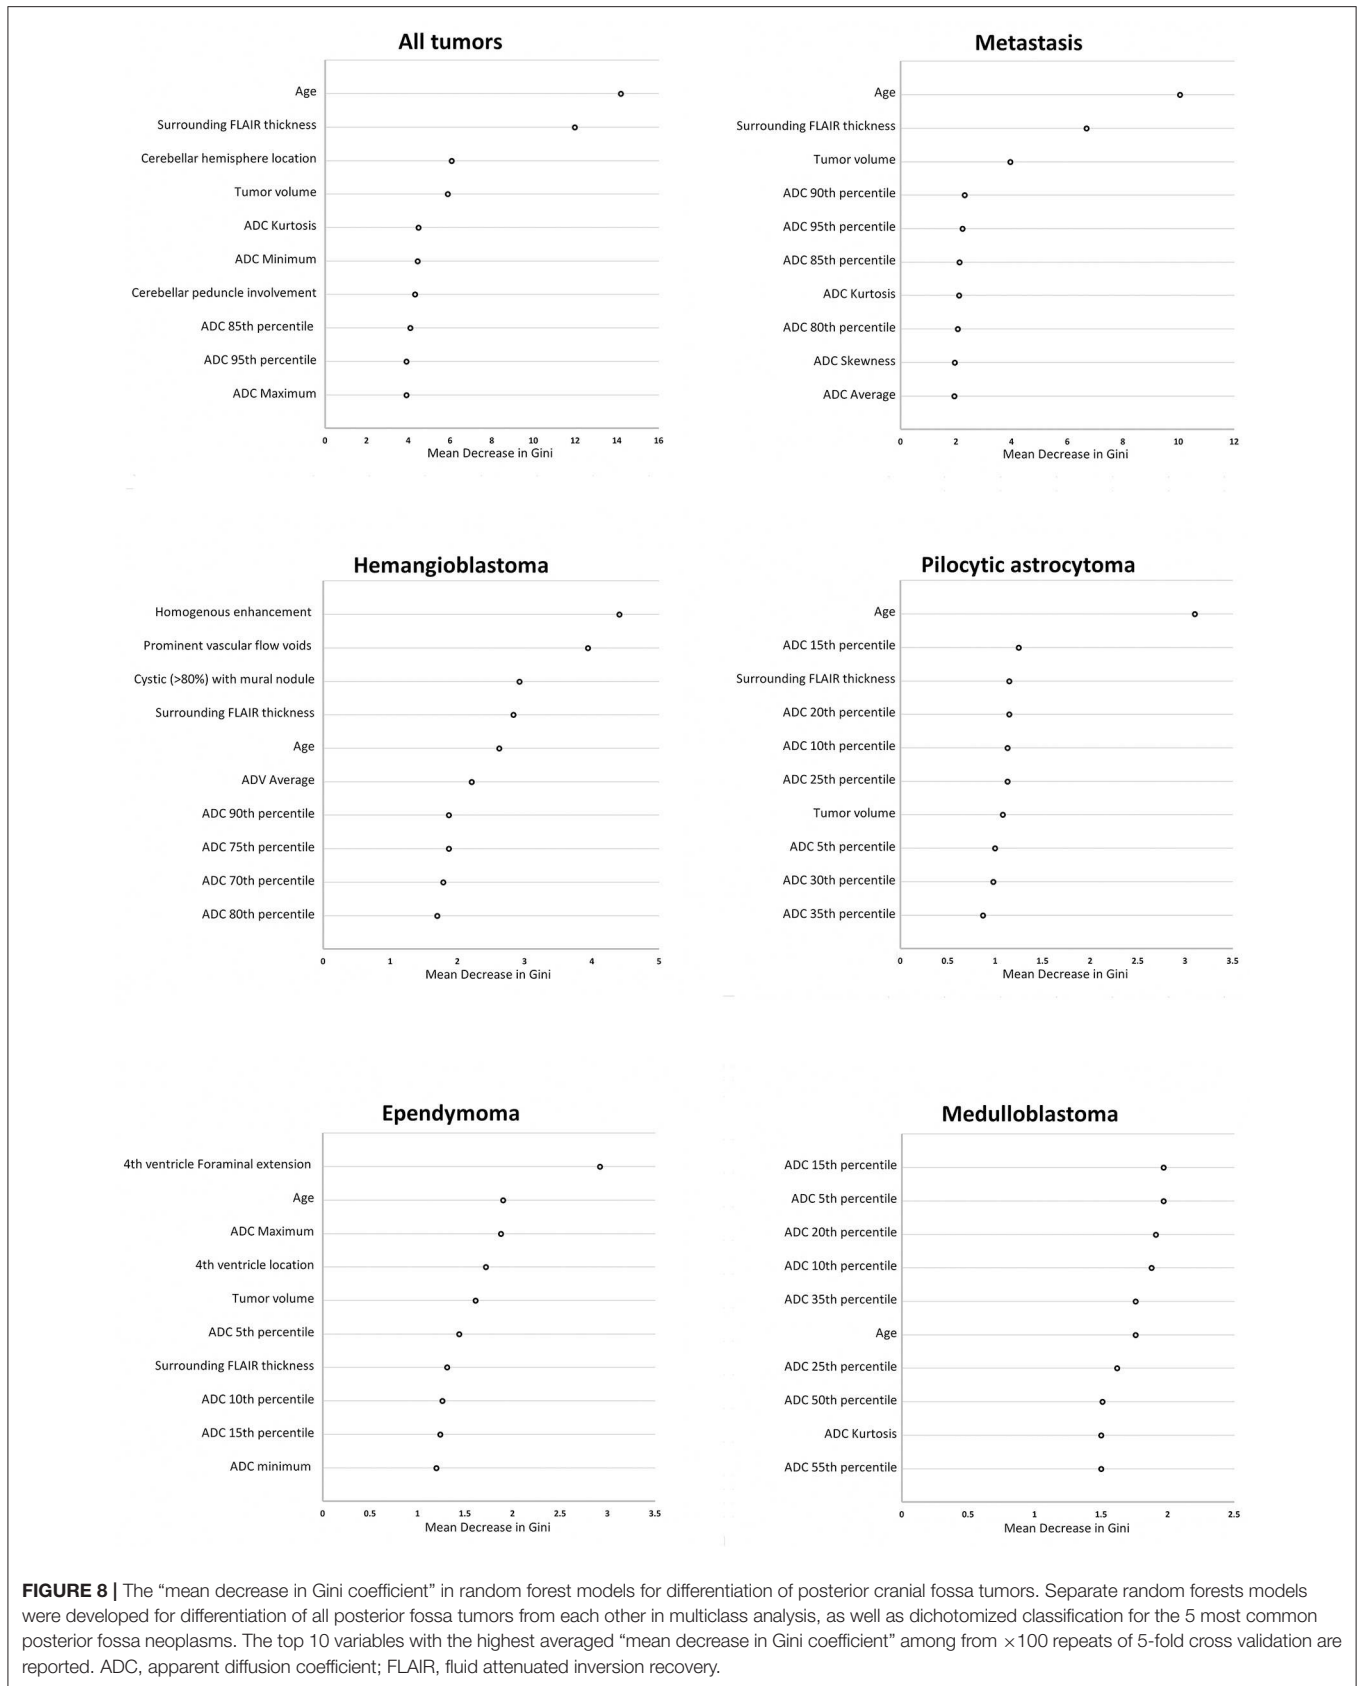 All tumors
Age
Surrounding FLAIR thickness
Cerebellar hemisphere location
Tumor volume
ADC Kurtosis
ADC Minimum
Cerebellar peduncle involvement
ADC 85th percentile
ADC 95th percentile
ADC Maximum
0 2 4 6 8 10 12 14 16
Mean Decrease in Gini
Metastasis
Age
Surrounding FLAIR thickness
Tumor volume
ADC 90th percentile
ADC 95th percentile
ADC 85th percentile
ADC Kurtosis
ADC 80th percentile
ADC Skewness
ADC Average
0 2 4 6 8 10 12
Mean Decrease in Gini
Hemangioblastoma
Homogenous enhancement
Prominent vascular flow voids
Cystic (>80%) with mural nodule
Surrounding FLAIR thickness
Age
ADV Average
ADC 90th percentile
ADC 75th percentile
ADC 70th percentile
ADC 80th percentile
0 1 2 3 4 5
Mean Decrease in Gini
Pilocytic astrocytoma
Age
ADC 15th percentile
Surrounding FLAIR thickness
ADC 20th percentile
ADC 10th percentile
ADC 25th percentile
Tumor volume
ADC 5th percentile
ADC 30th percentile
ADC 35th percentile
0 0.5 1 1.5 2 2.5 3 3.5
Mean Decrease in Gini
Ependymoma
4th ventricle Foraminal extension
Age
ADC Maximum
4th ventricle location
Tumor volume
ADC 5th percentile
Surrounding FLAIR thickness
ADC 10th percentile
ADC 15th percentile
ADC minimum
0 0.5 1 1.5 2 2.5 3 3.5
Mean Decrease in Gini
Medulloblastoma
ADC 15th percentile
ADC 5th percentile
ADC 20th percentile
ADC 10th percentile
ADC 35th percentile
Age
ADC 25th percentile
ADC 50th percentile
ADC Kurtosis
ADC 55th percentile
0 0.5 1 1.5 2 2.5
Mean Decrease in Gini
FIGURE 8 | The “mean decrease in Gini coefficient” in random forest models for differentiation of posterior cranial fossa tumors. Separate random forests models
were developed for differentiation of all posterior fossa tumors from each other in multiclass analysis, as well as dichotomized classification for the 5 most common
posterior fossa neoplasms. The top 10 variables with the highest averaged “mean decrease in Gini coefficient” among from ×100 repeats of 5-fold cross validation are
reported. ADC, apparent diffusion coefficient; FLAIR, fluid attenuated inversion recovery.